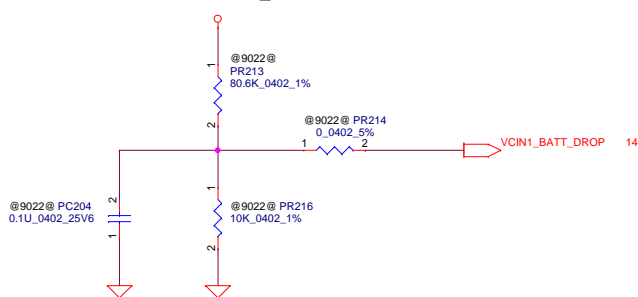 @9022@
PR213
80.6K_0402_1%
1
2
@9022@ PR214
0_0402_5%
1
2
VCIN1_BATT_DROP 14
@9022@ PC204
0.1U_0402_25V6
2
1
@9022@ PR216
10K_0402_1%
1
2